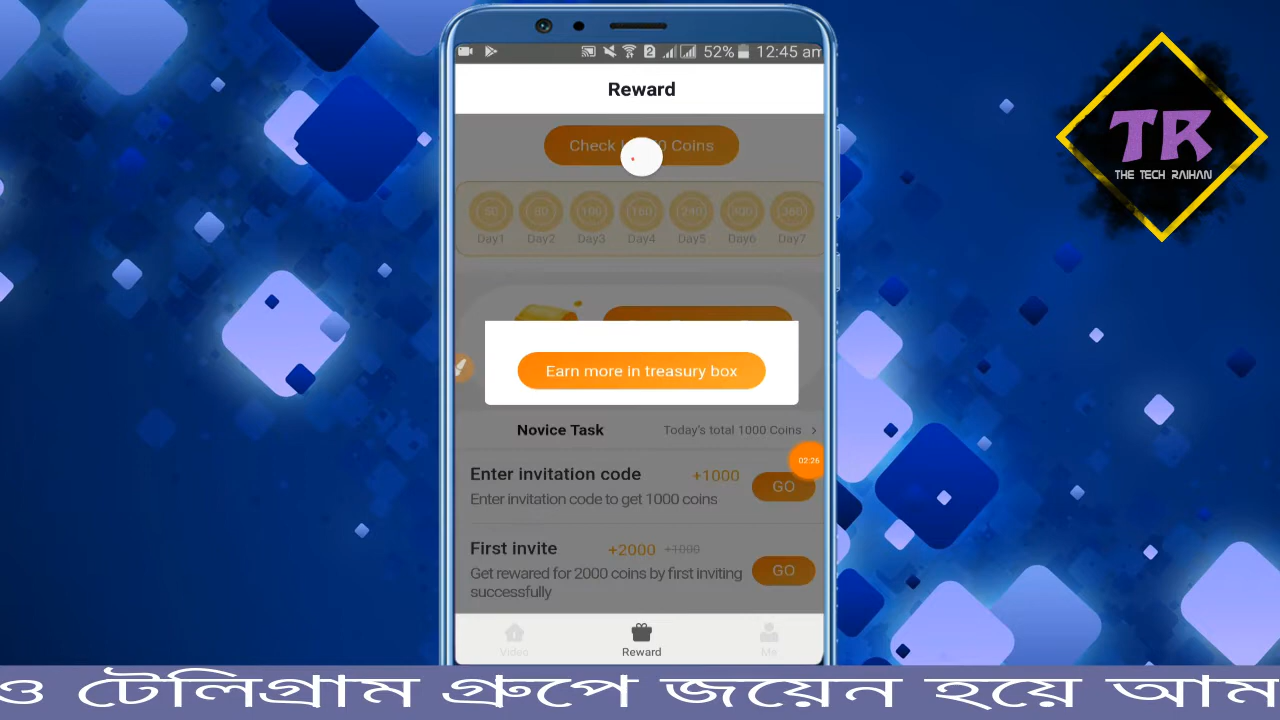 52% 12:45 am
Reward
TR
THE TECH RAIHAN
Coins
50 80 100 160 240 300 360
Day1 Day2 Day3 Day4 Day5 Day6 Day7
Earn more in treasury box
Novice Task Today's total 1000 Coins >
02:26
Enter invitation code +1000
Enter invitation code to get 1000 coins GO
First invite +2000 +1000
Get rewared for 2000 coins by first inviting GO
successfully
Video Reward Me
ও টেলিগ্রাম গ্রুপে জয়েন হয়ে আম